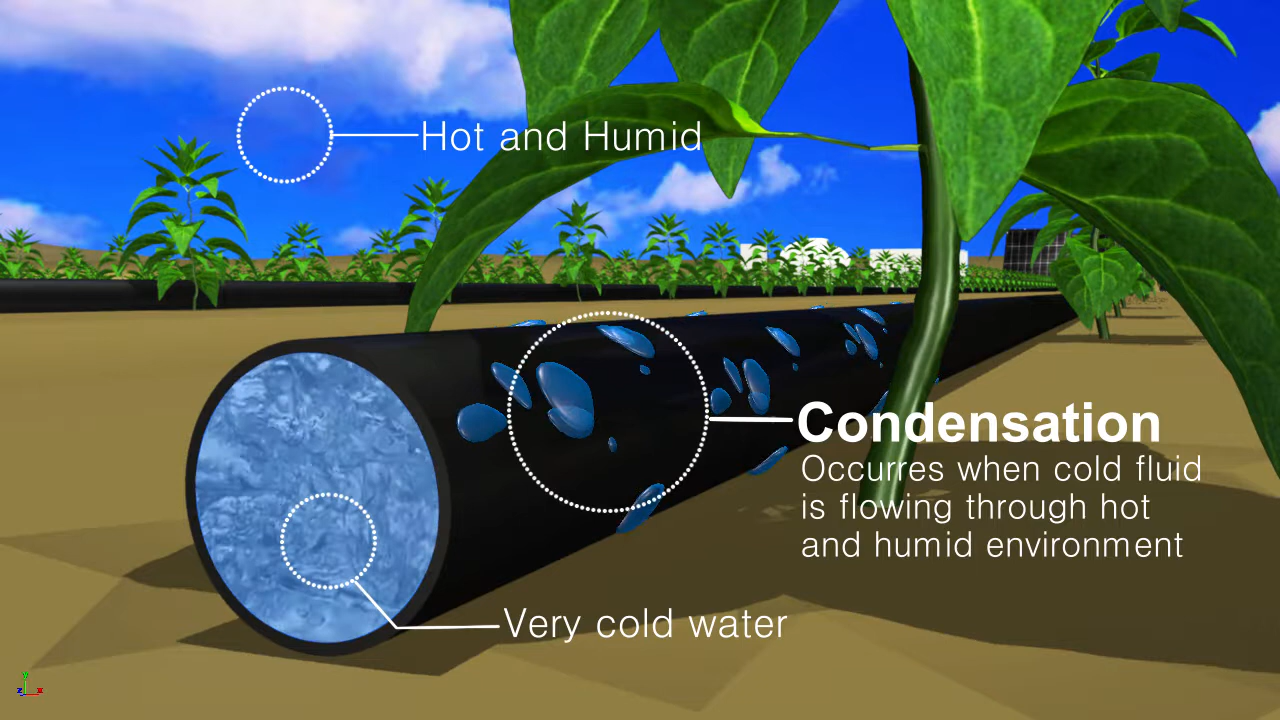 Hot and Humid
Condensation
Occurres when cold fluid
is flowing through hot
and humid environment
Very cold water